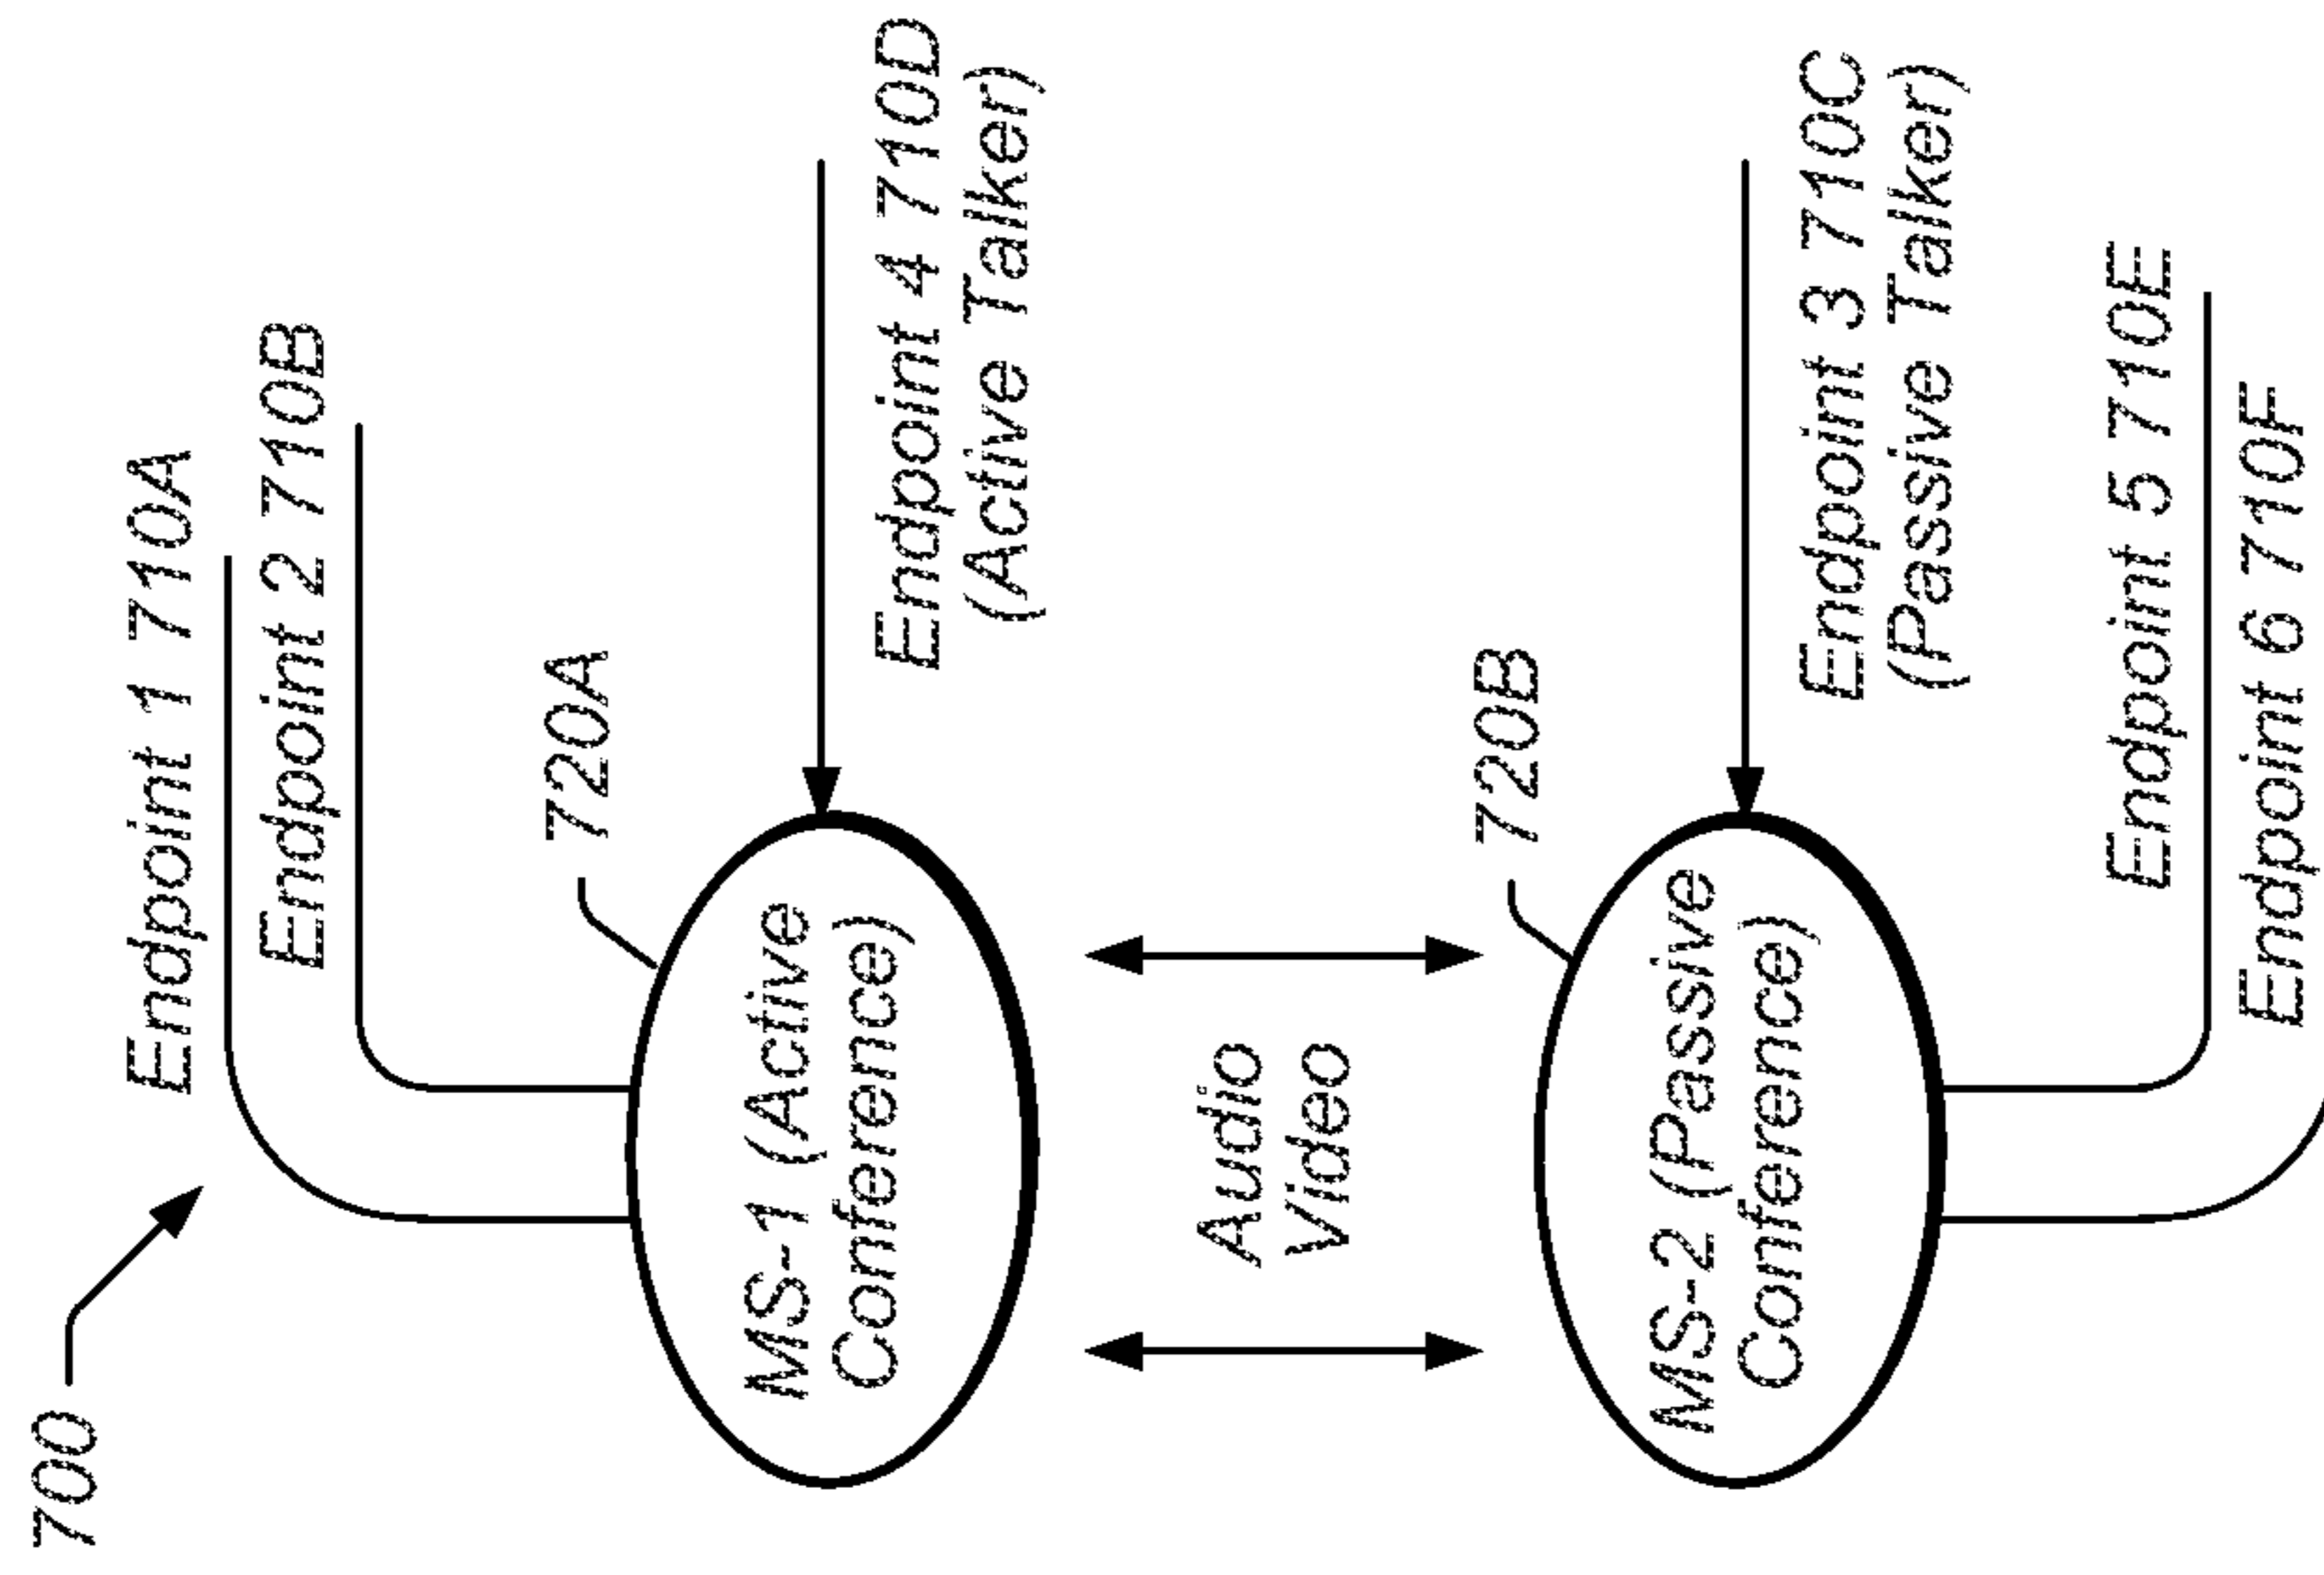 700
Endpoint 1 710A
Endpoint 2 710B
720A
MS-1 (Active
Conference)
Endpoint 4 710D
(Active Talker)
Audio
Video
720B
MS-2 (Passive
Conference)
Endpoint 3 710C
(Passive Talker)
Endpoint 5 710E
Endpoint 6 710F